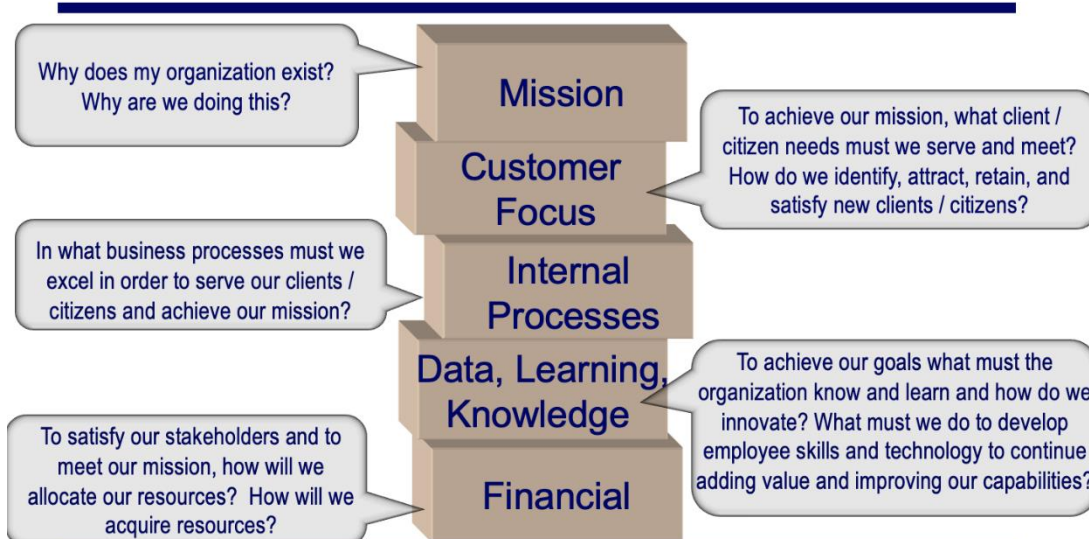 Why does my organization exist?
Why are we doing this?
Mission
To achieve our mission, what client /
citizen needs must we serve and meet?
How do we identify, attract, retain, and
satisfy new clients / citizens?
Customer
Focus
In what business processes must we
excel in order to serve our clients /
citizens and achieve our mission?
Internal
Processes
Data, Learning,
Knowledge
To achieve our goals what must the
organization know and learn and how do we
innovate? What must we do to develop
employee skills and technology to continue
adding value and improving our capabilities?
To satisfy our stakeholders and to
meet our mission, how will we
allocate our resources?  How will we
acquire resources?
Financial